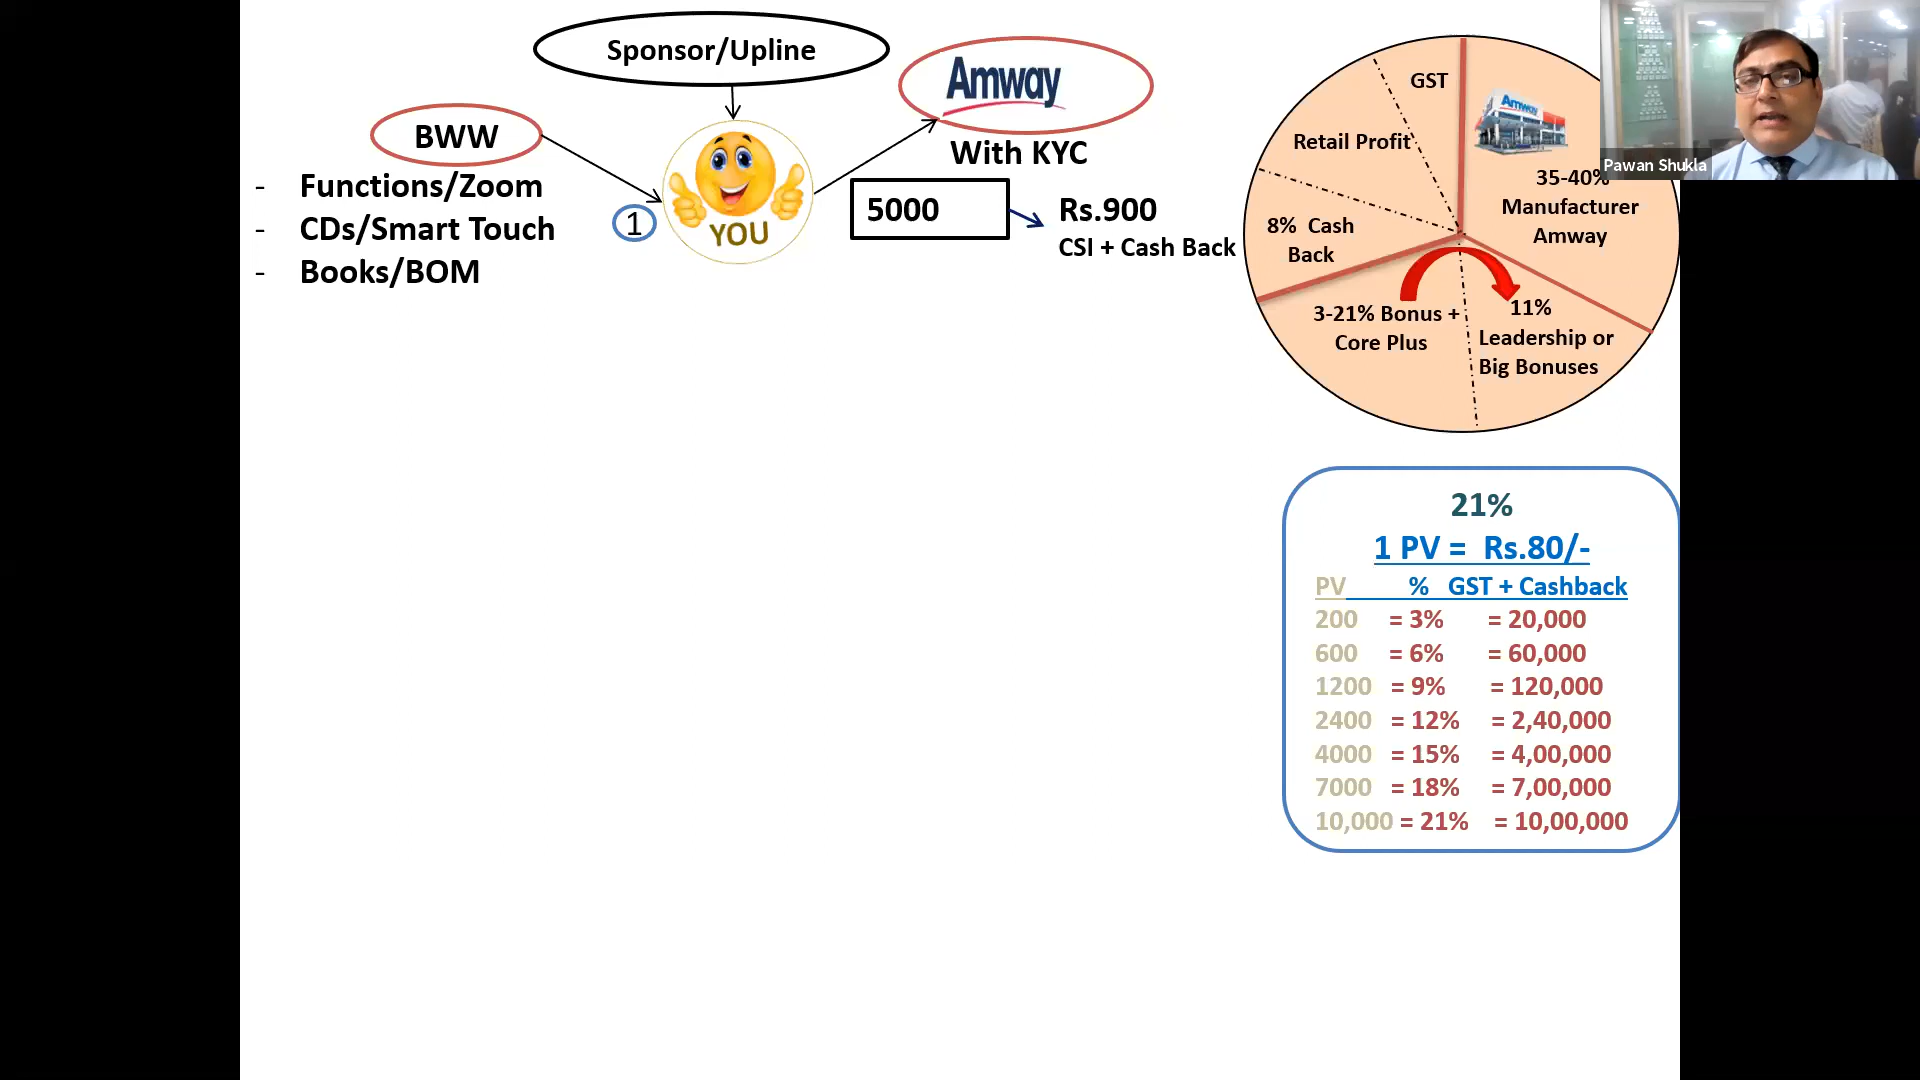 Sponsor/Upline
Amway
With KYC
BWW
- Functions/Zoom
- CDs/Smart Touch
- Books/BOM
1
YOU
5000
Rs.900
CSI + Cash Back
GST
Retail Profit
8% Cash
Back
Amway
35-40%
Manufacturer
Amway
3-21% Bonus +
Core Plus
11%
Leadership or
Big Bonuses
Pawan Shukla
21%
1 PV = Rs.80/-
PV % GST + Cashback
200 = 3% = 20,000
600 = 6% = 60,000
1200 = 9% = 120,000
2400 = 12% = 2,40,000
4000 = 15% = 4,00,000
7000 = 18% = 7,00,000
10,000 = 21% = 10,00,000